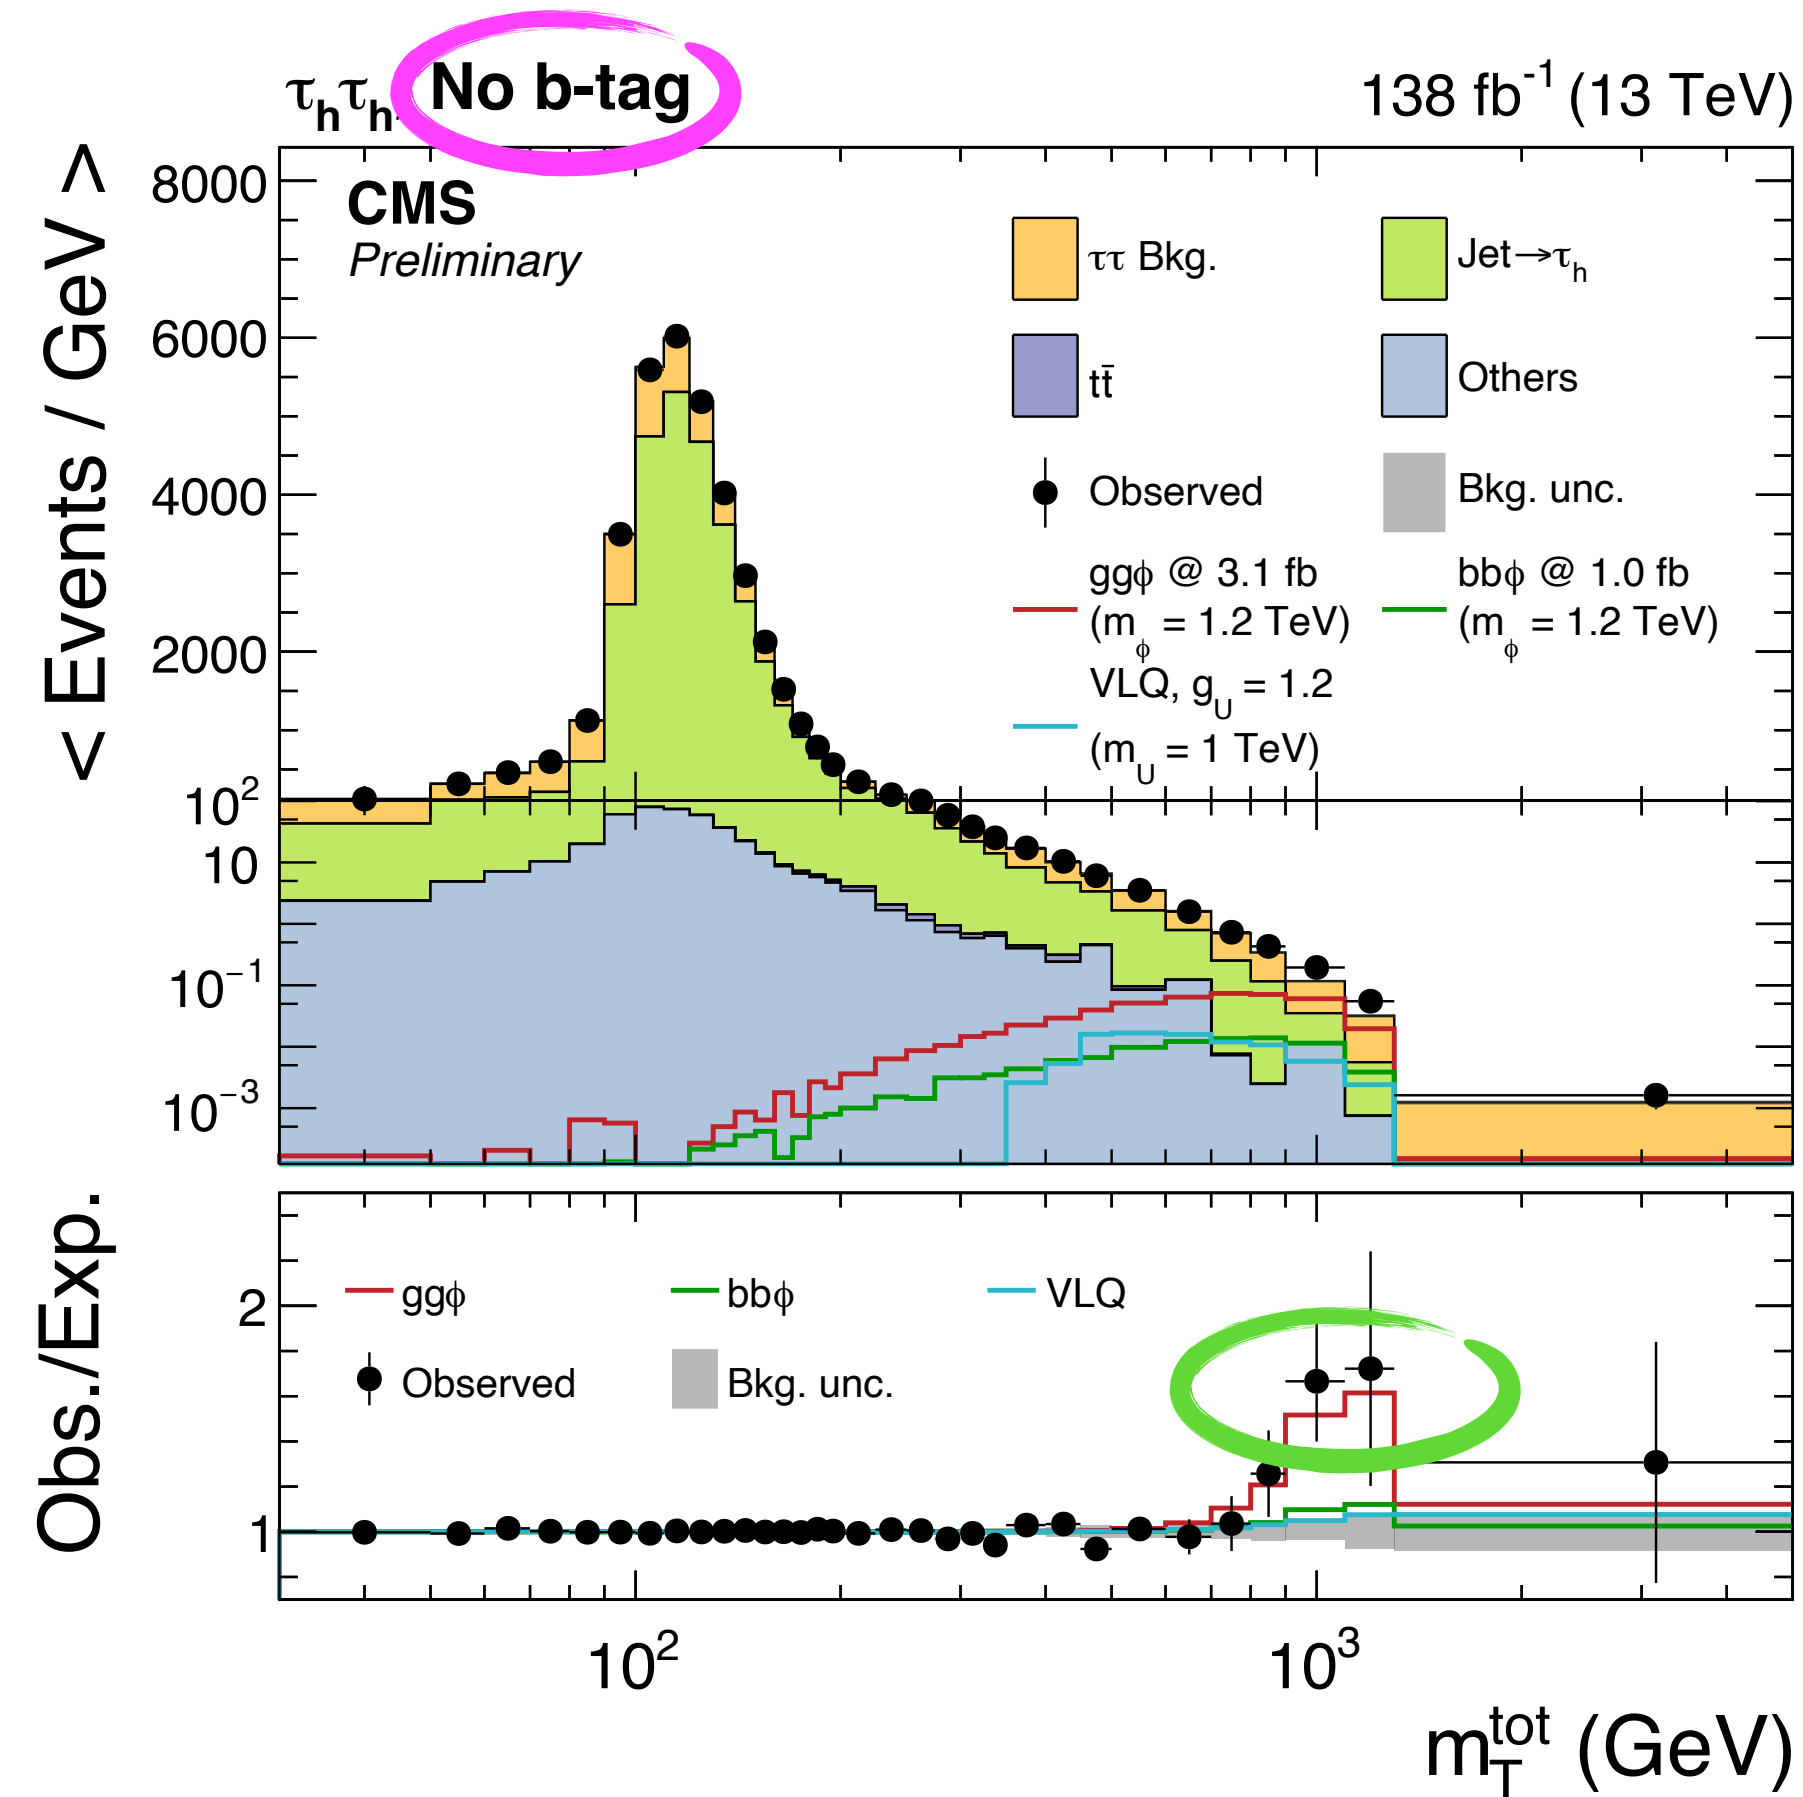 τhτh, No b-tag 138 fb-1 (13 TeV)
CMS
Preliminary
< Events / GeV >
8000
6000
4000
2000
10²
10
10⁻¹
10⁻³
ττ Bkg.
Jet→τh
tt̄
Others
Observed
Bkg. unc.
ggϕ @ 3.1 fb
(mϕ = 1.2 TeV)
bbϕ @ 1.0 fb
(mϕ = 1.2 TeV)
VLQ, gU = 1.2
(mU = 1 TeV)
Obs./Exp.
2
1
ggϕ
bbϕ
VLQ
Observed
Bkg. unc.
10²
10³
mTtot (GeV)